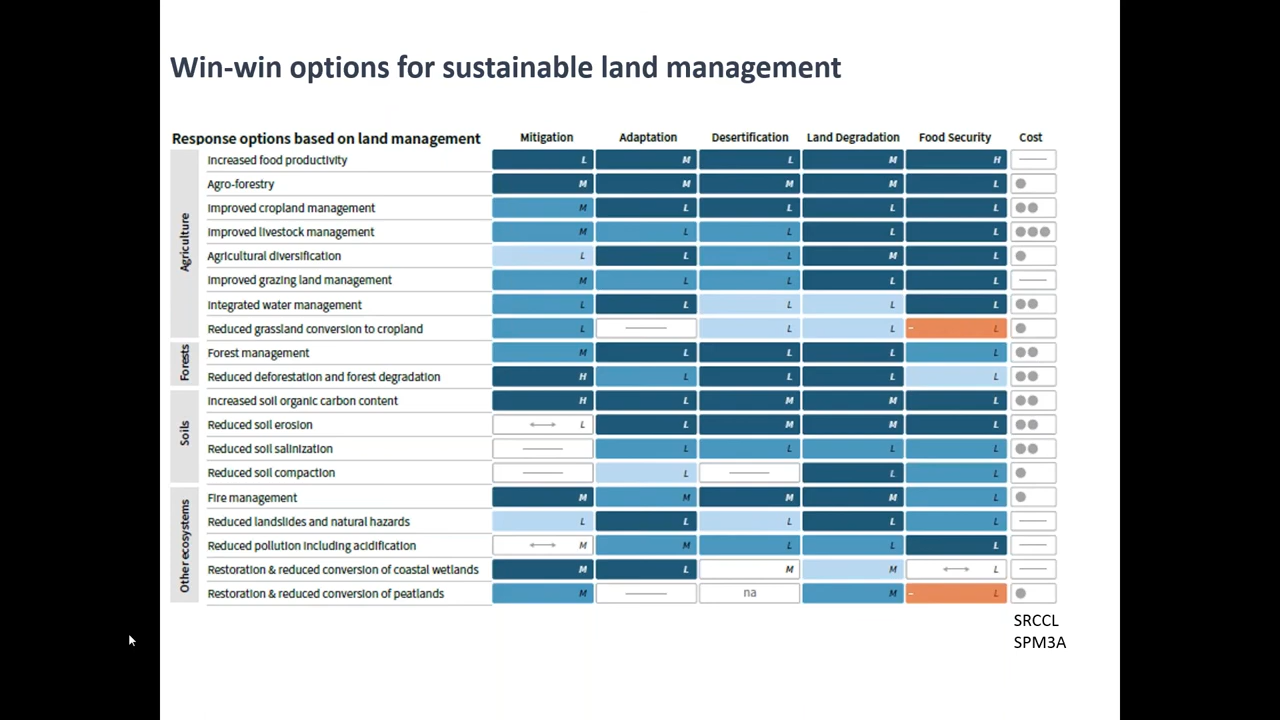 Win-win options for sustainable land management
Response options based on land management Mitigation Adaptation Desertification Land Degradation Food Security Cost
Agriculture
Increased food productivity L M L M H
Agro-forestry M M M M L
Improved cropland management M L L L L
Improved livestock management M L L L L
Agricultural diversification L L L M L
Improved grazing land management M L L L L
Integrated water management L L L L L
Reduced grassland conversion to cropland L L L – L
Forests
Forest management M L L L L
Reduced deforestation and forest degradation H L L L L
Soils
Increased soil organic carbon content H L M M L
Reduced soil erosion L L M M L
Reduced soil salinization L L L L
Reduced soil compaction L L L
Other ecosystems
Fire management M M M M L
Reduced landslides and natural hazards L L L L L
Reduced pollution including acidification M M L L L
Restoration & reduced conversion of coastal wetlands M L M M L
Restoration & reduced conversion of peatlands M na M – L
SRCCL
SPM3A